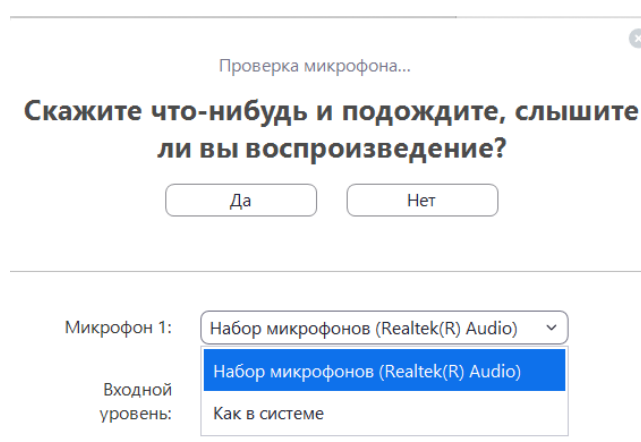 Проверка микрофона...
Скажите что-нибудь и подождите, слышите
ли вы воспроизведение?
Да
Нет
Микрофон 1:
Набор микрофонов (Realtek(R) Audio)
Набор микрофонов (Realtek(R) Audio)
Входной
уровень:
Как в системе